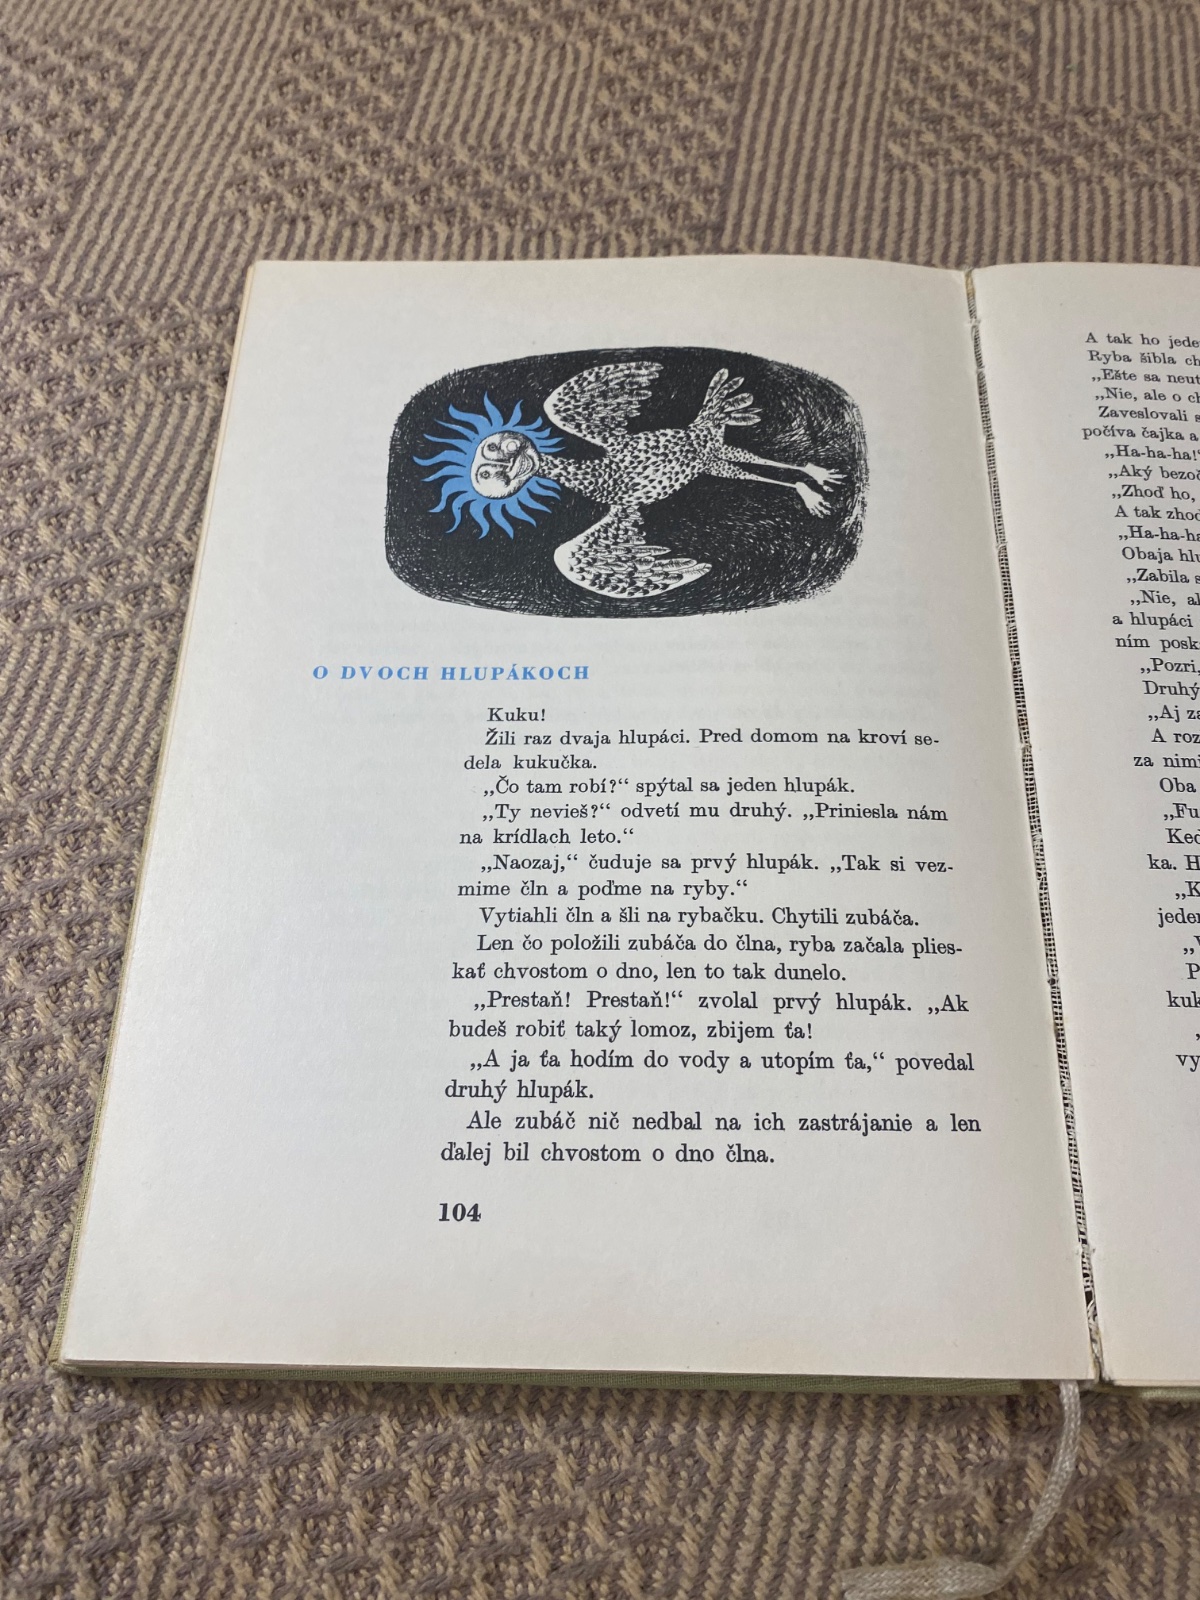 O DVOCH HLUPÁKOCH
Kuku!
Žili raz dvaja hlupáci. Pred domom na kroví se-
dela kukučka.
„Čo tam robí?“ spýtal sa jeden hlupák.
„Ty nevieš?“ odvetí mu druhý. „Priniesla nám
na krídlach leto.“
„Naozaj,“ čuduje sa prvý hlupák. „Tak si vez-
mime čln a poďme na ryby.“
Vytiahli čln a šli na rybačku. Chytili zubáča.
Len čo položili zubáča do člna, ryba začala plies-
kať chvostom o dno, len to tak dunelo.
„Prestaň! Prestaň!“ zvolal prvý hlupák. „Ak
budeš robiť taký lomoz, zbijem ťa!
„A ja ťa hodím do vody a utopím ťa,“ povedal
druhý hlupák.
Ale zubáč nič nedbal na ich zastrájanie a len
ďalej bil chvostom o dno člna.
104
A tak ho
Ryba šibla
„Ešte sa
„Nie, ale o
Zaveslovali
počíva čajka a
„Ha-ha-ha!“
„Aký
„Zhoď ho,
A tak
„Ha-ha-ha
Obaja
„Zabila
„Nie,
a hlupáci
ním
„Pozri,
Druhý
„Aj
A
za
Oba
ka.